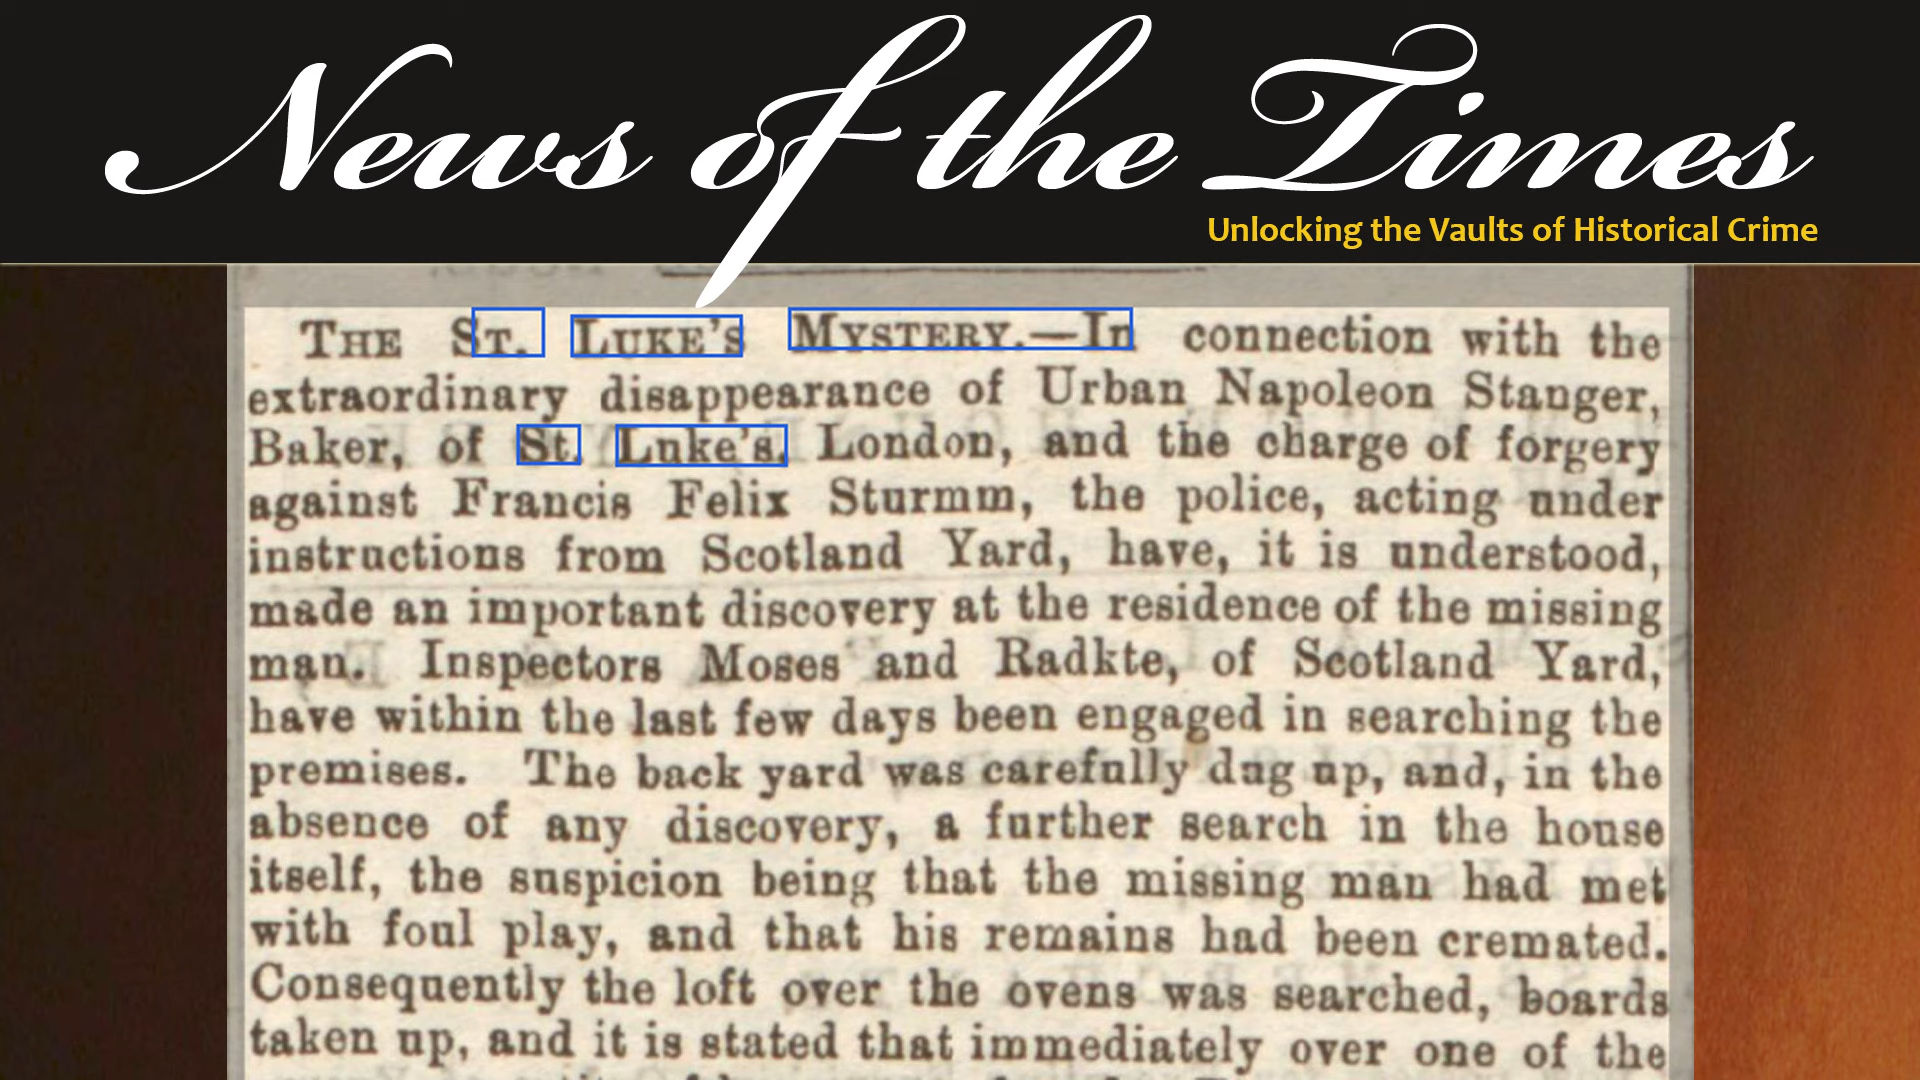 News of the Times
Unlocking the Vaults of Historical Crime
THE ST. LUKE'S MYSTERY.—In connection with the
extraordinary disappearance of Urban Napoleon Stanger,
Baker, of St. Luke's, London, and the charge of forgery
against Francis Felix Sturmm, the police, acting under
instructions from Scotland Yard, have, it is understood,
made an important discovery at the residence of the missing
man. Inspectors Moses and Radkte, of Scotland Yard,
have within the last few days been engaged in searching the
premises. The back yard was carefully dug up, and, in the
absence of any discovery, a further search in the house
itself, the suspicion being that the missing man had met
with foul play, and that his remains had been cremated.
Consequently the loft over the ovens was searched, boards
taken up, and it is stated that immediately over one of the